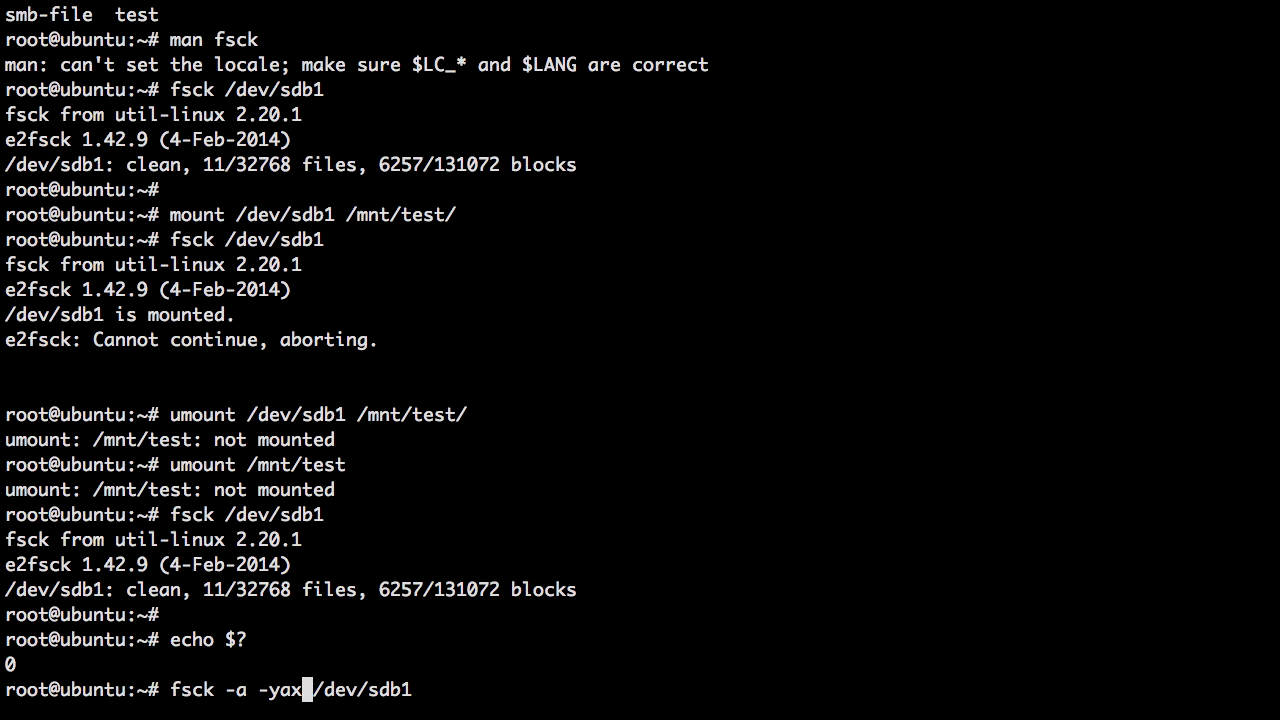 smb-file  test
root@ubuntu:~# man fsck
man: can't set the locale; make sure $LC_* and $LANG are correct
root@ubuntu:~# fsck /dev/sdb1
fsck from util-linux 2.20.1
e2fsck 1.42.9 (4-Feb-2014)
/dev/sdb1: clean, 11/32768 files, 6257/131072 blocks
root@ubuntu:~#
root@ubuntu:~# mount /dev/sdb1 /mnt/test/
root@ubuntu:~# fsck /dev/sdb1
fsck from util-linux 2.20.1
e2fsck 1.42.9 (4-Feb-2014)
/dev/sdb1 is mounted.
e2fsck: Cannot continue, aborting.
root@ubuntu:~# umount /dev/sdb1 /mnt/test/
umount: /mnt/test: not mounted
root@ubuntu:~# umount /mnt/test
umount: /mnt/test: not mounted
root@ubuntu:~# fsck /dev/sdb1
fsck from util-linux 2.20.1
e2fsck 1.42.9 (4-Feb-2014)
/dev/sdb1: clean, 11/32768 files, 6257/131072 blocks
root@ubuntu:~#
root@ubuntu:~# echo $?
0
root@ubuntu:~# fsck -a -yax /dev/sdb1